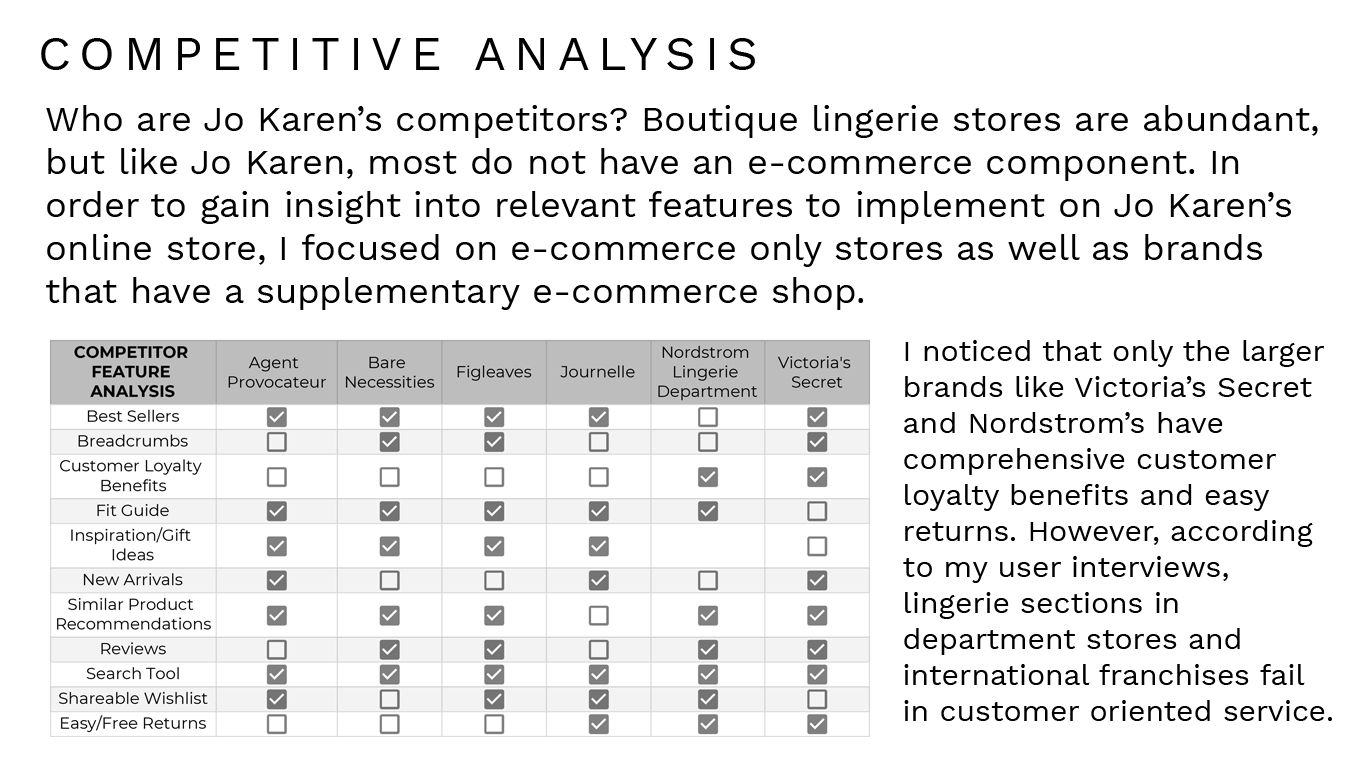 COMPETITIVE ANALYSIS
Who are Jo Karen’s competitors? Boutique lingerie stores are abundant,
but like Jo Karen, most do not have an e-commerce component. In
order to gain insight into relevant features to implement on Jo Karen’s
online store, I focused on e-commerce only stores as well as brands
that have a supplementary e-commerce shop.
COMPETITOR
FEATURE
ANALYSIS
Agent
Provocateur
Bare
Necessities
Figleaves
Journelle
Nordstrom
Lingerie
Department
Victoria's
Secret
Best Sellers
Breadcrumbs
Customer Loyalty
Benefits
Fit Guide
Inspiration/Gift
Ideas
New Arrivals
Similar Product
Recommendations
Reviews
Search Tool
Shareable Wishlist
Easy/Free Returns
I noticed that only the larger
brands like Victoria’s Secret
and Nordstrom’s have
comprehensive customer
loyalty benefits and easy
returns. However, according
to my user interviews,
lingerie sections in
department stores and
international franchises fail
in customer oriented service.